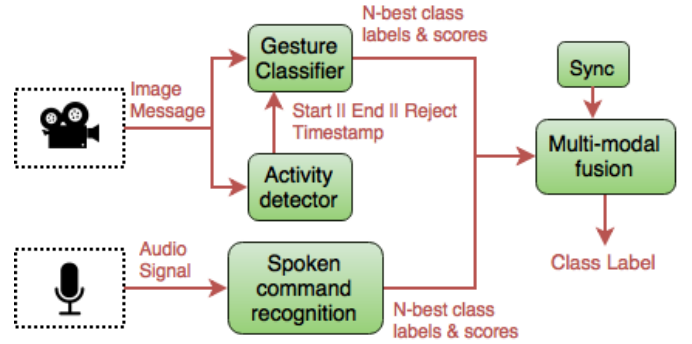 N-best class
labels & scores
Gesture
Classifier
Sync
Image
Message
Start II End II Reject
Timestamp
Multi-modal
fusion
Activity
detector
Audio
Signal
Spoken
command
recognition
Class Label
N-best class
labels & scores